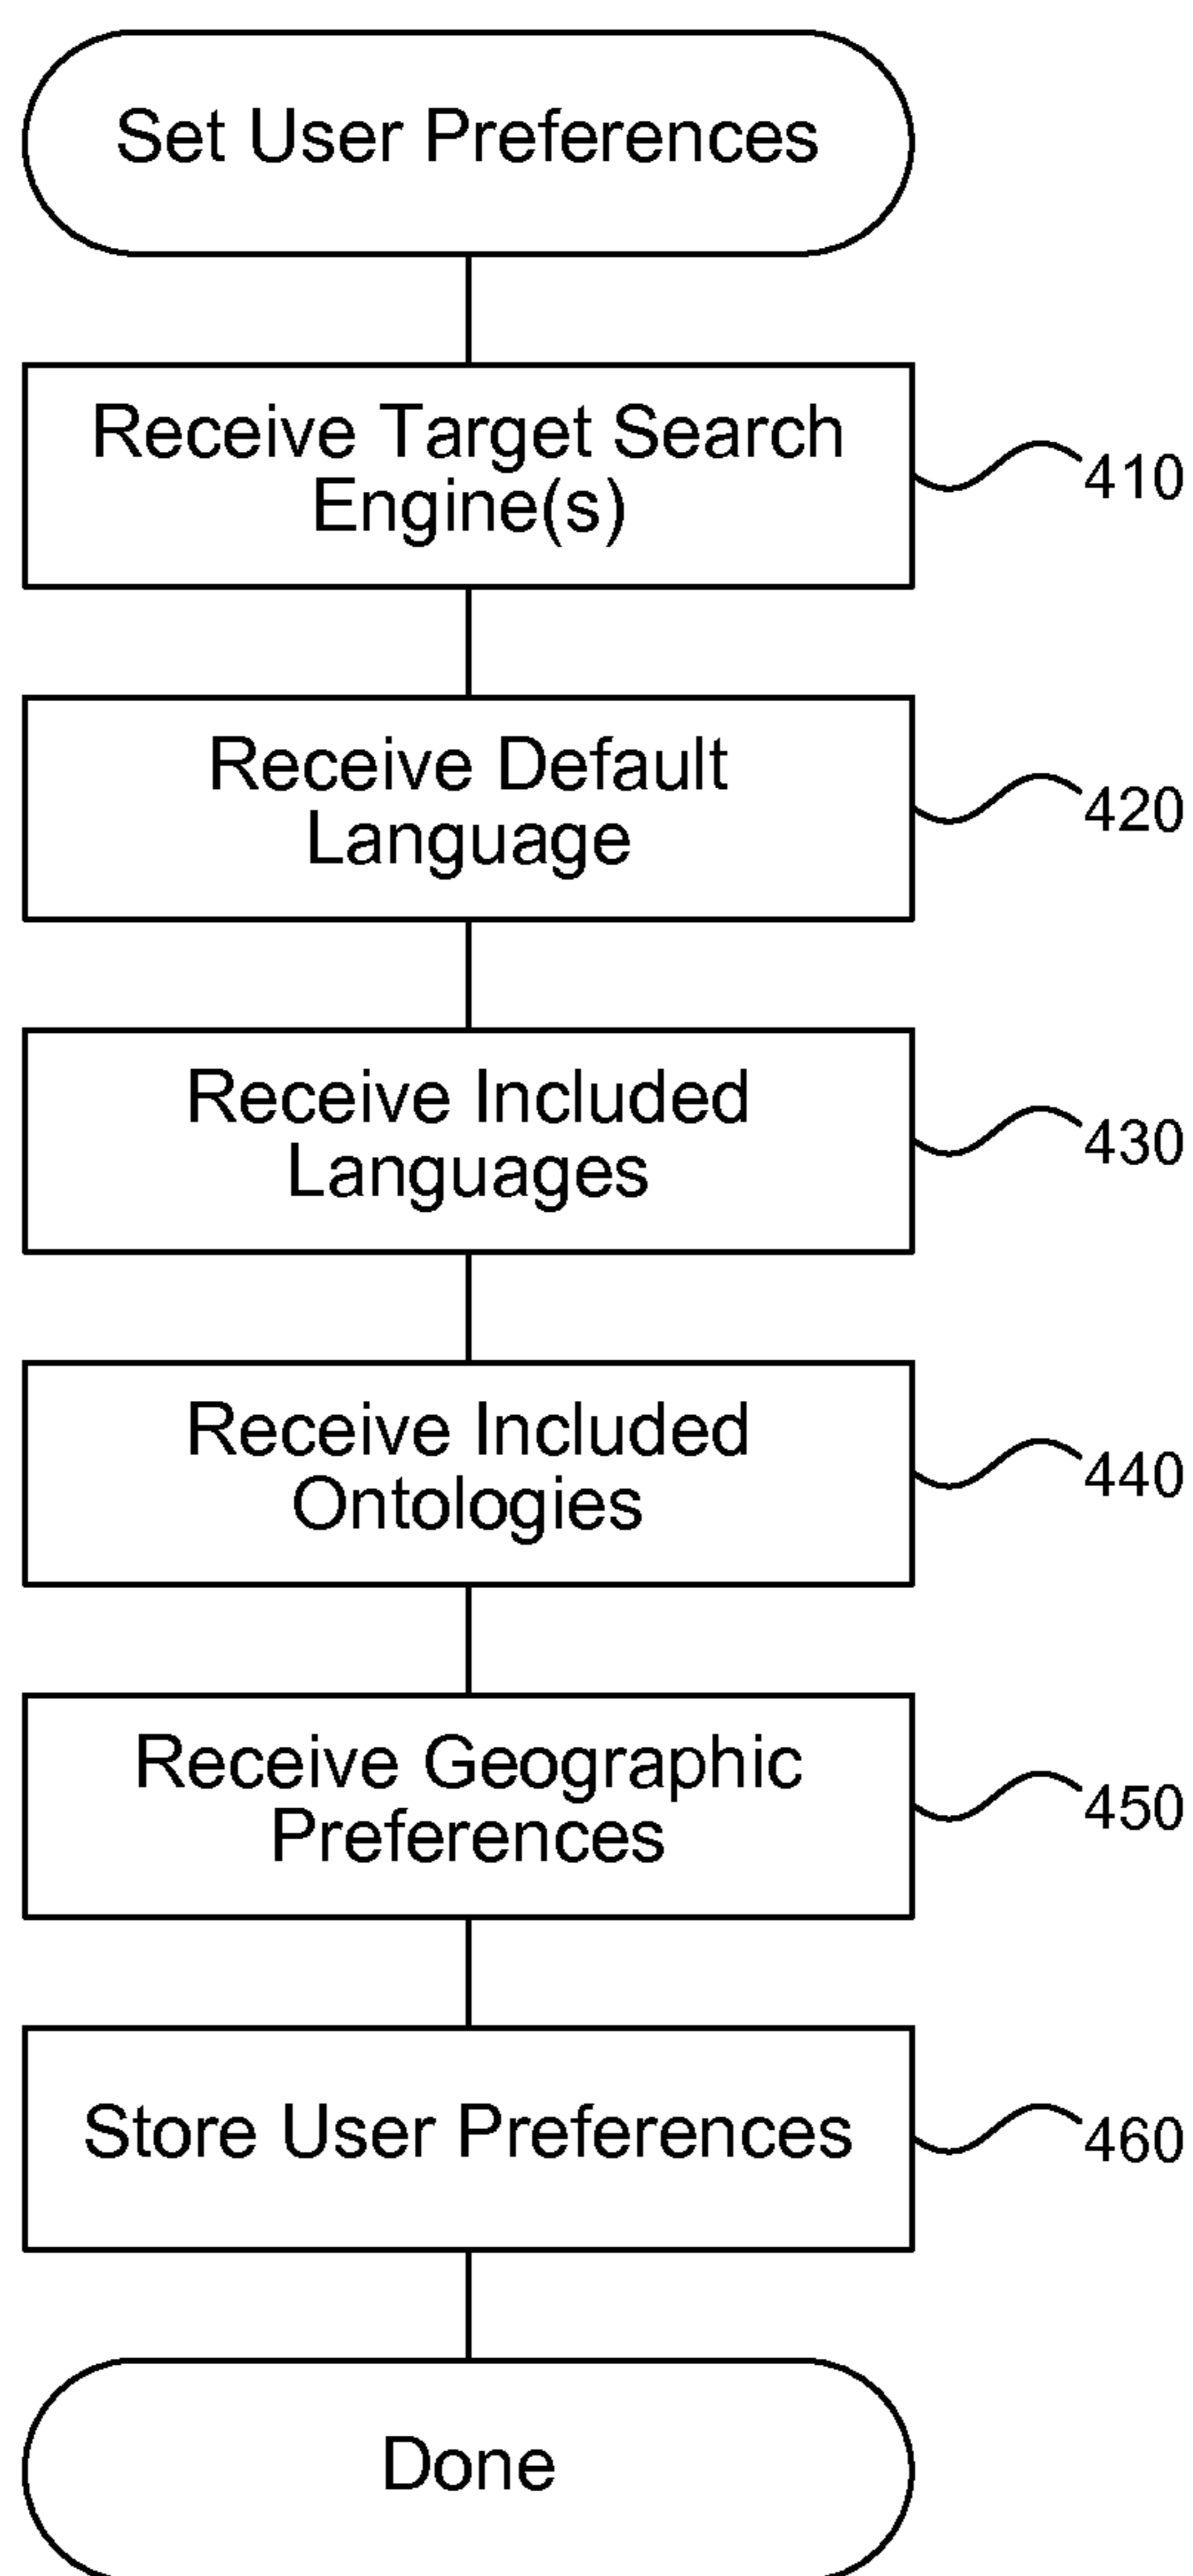 Set User Preferences
Receive Target Search
Engine(s)
410
Receive Default
Language
420
Receive Included
Languages
430
Receive Included
Ontologies
440
Receive Geographic
Preferences
450
Store User Preferences
460
Done